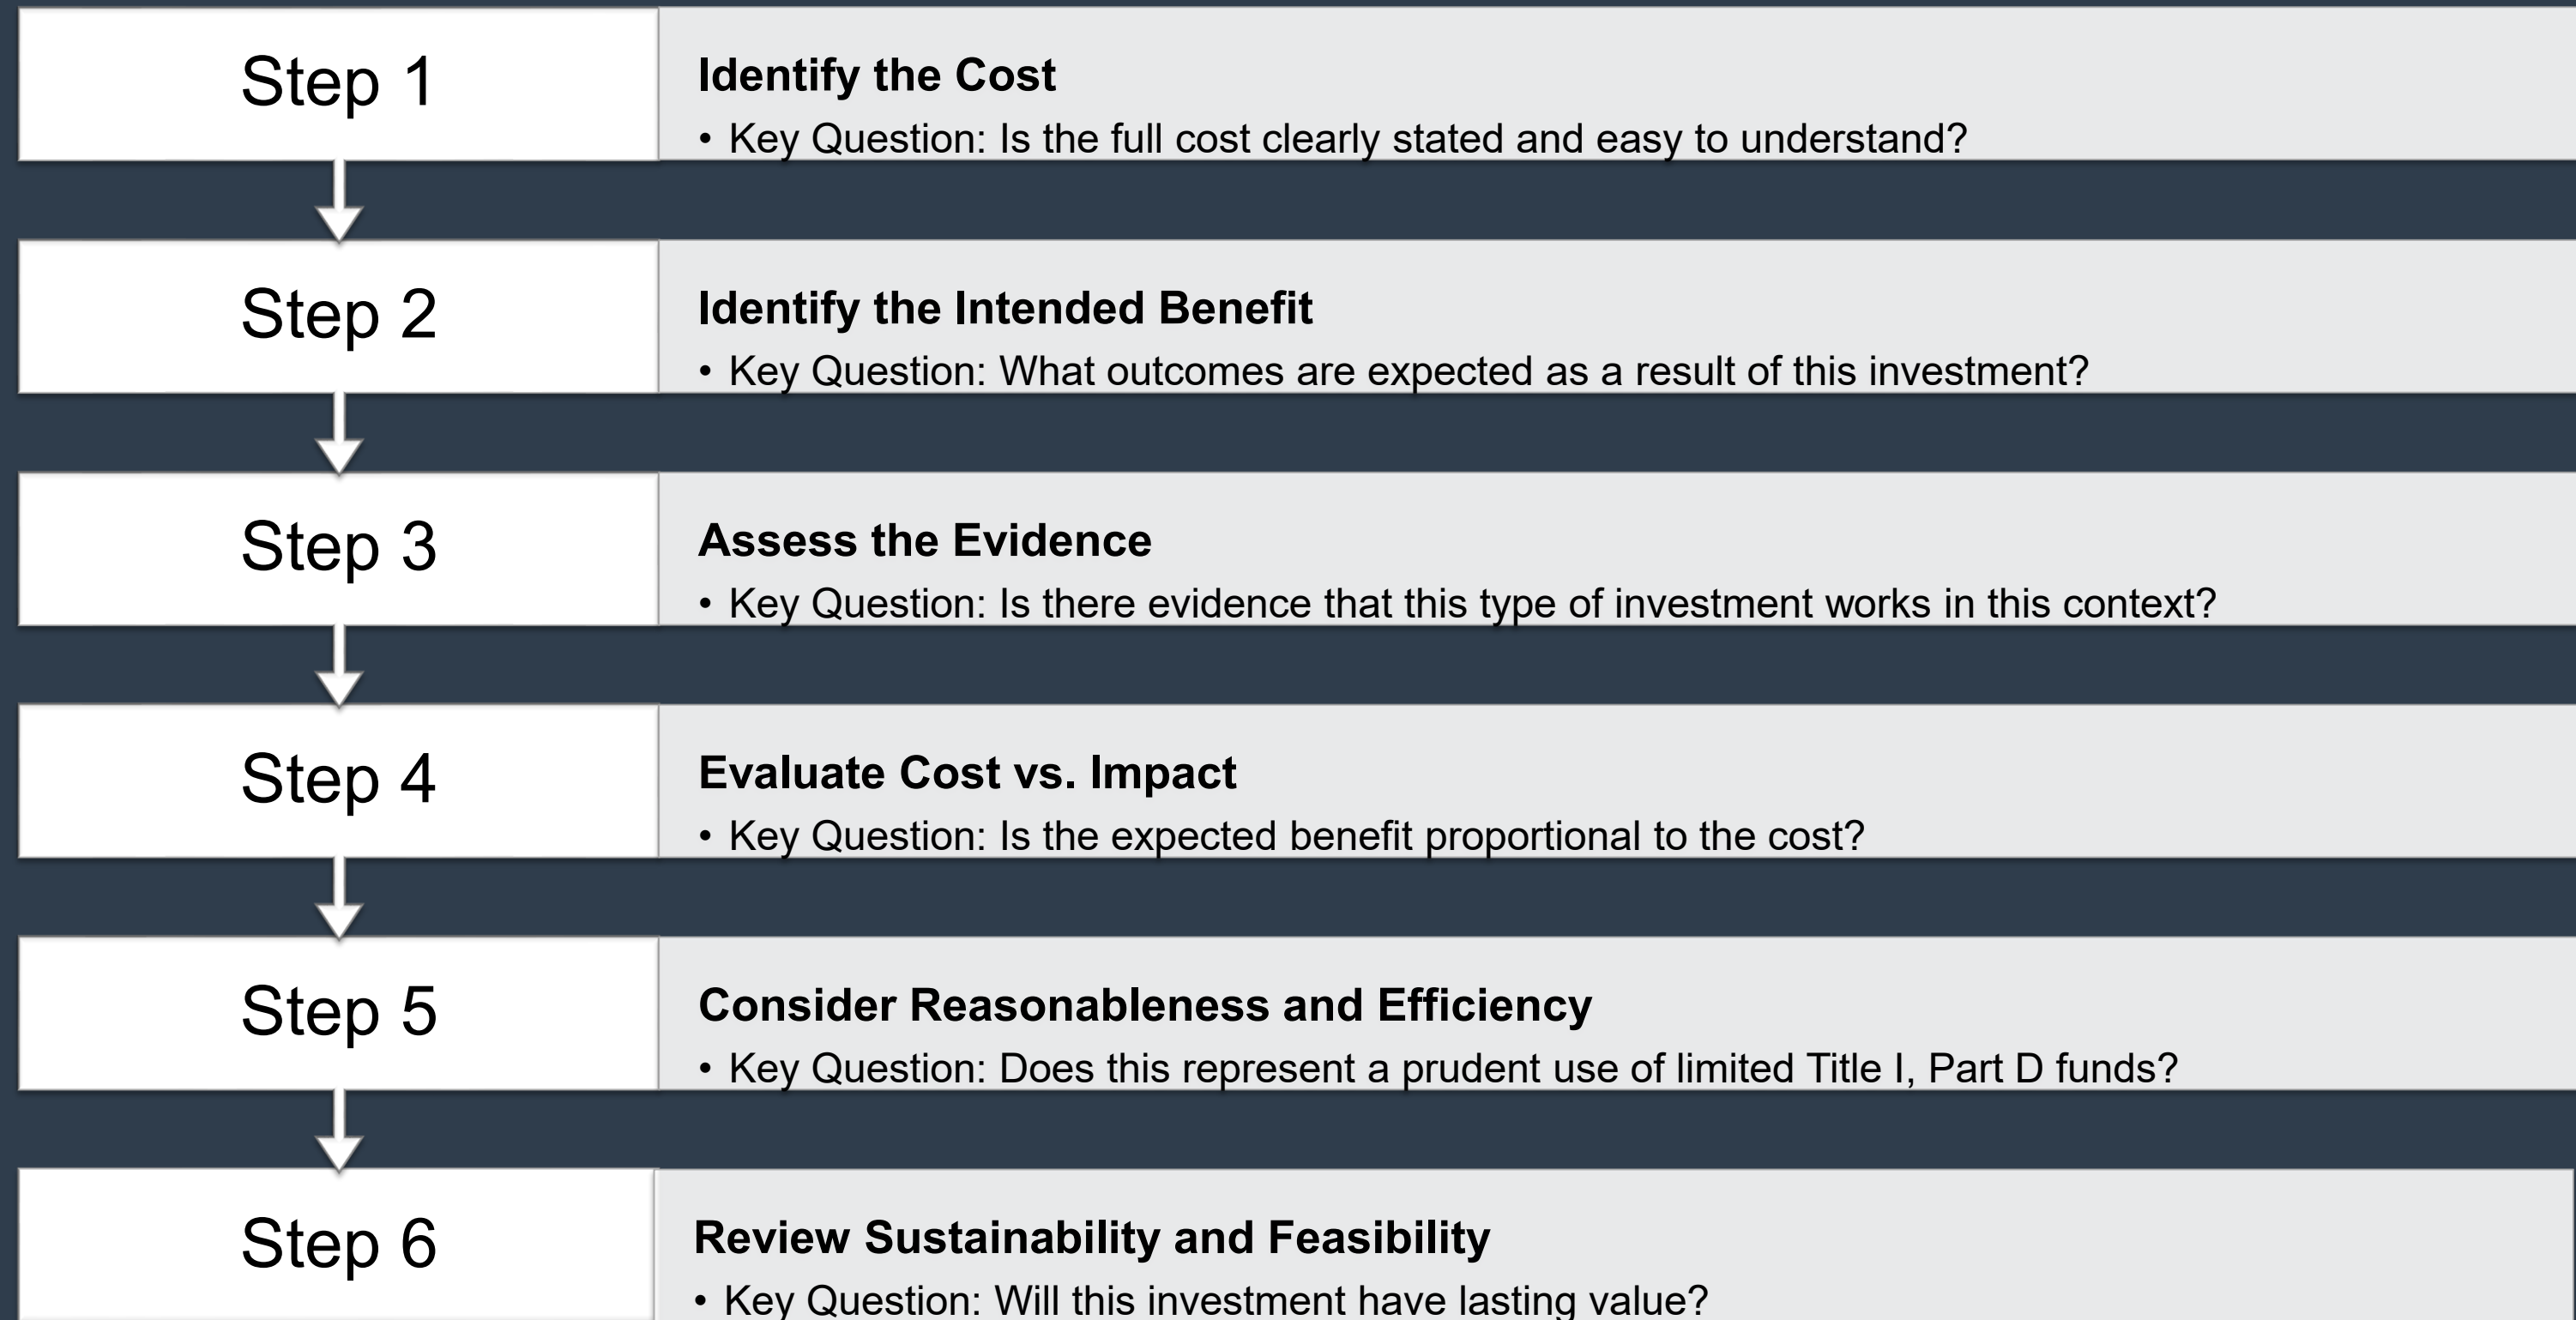 Step 1
Identify the Cost
• Key Question: Is the full cost clearly stated and easy to understand?
Step 2
Identify the Intended Benefit
• Key Question: What outcomes are expected as a result of this investment?
Step 3
Assess the Evidence
• Key Question: Is there evidence that this type of investment works in this context?
Step 4
Evaluate Cost vs. Impact
• Key Question: Is the expected benefit proportional to the cost?
Step 5
Consider Reasonableness and Efficiency
• Key Question: Does this represent a prudent use of limited Title I, Part D funds?
Step 6
Review Sustainability and Feasibility
• Key Question: Will this investment have lasting value?